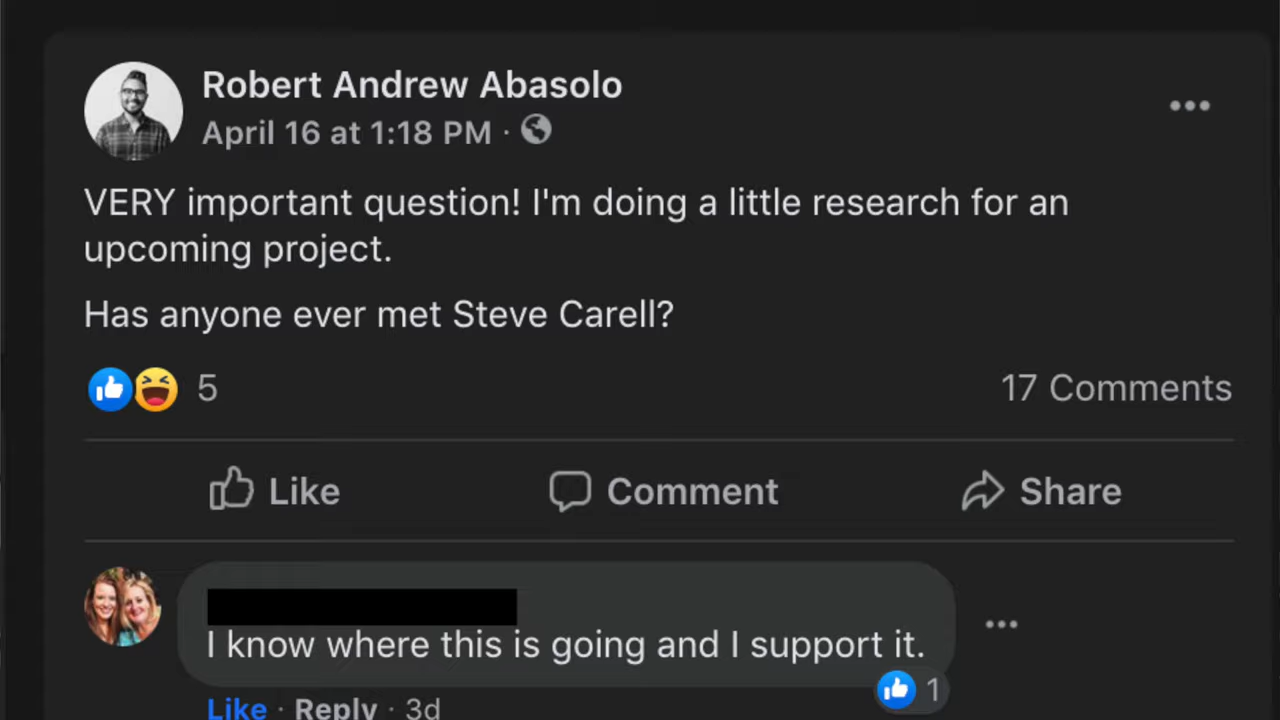 Robert Andrew Abasolo
April 16 at 1:18 PM ·
VERY important question! I'm doing a little research for an
upcoming project.
Has anyone ever met Steve Carell?
5
17 Comments
Like
Comment
Share
I know where this is going and I support it.
1
Like · Reply · 3d